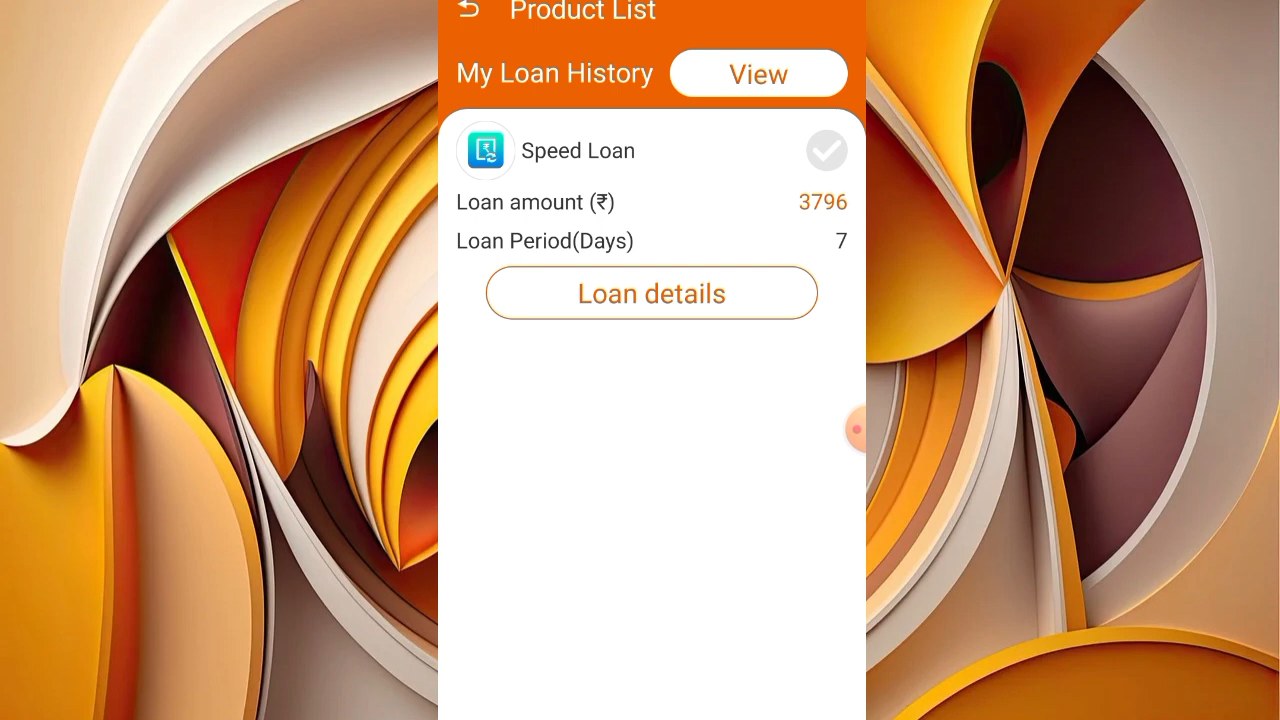 Product List
My Loan History View
Speed Loan
Loan amount (₹) 3796
Loan Period(Days) 7
Loan details